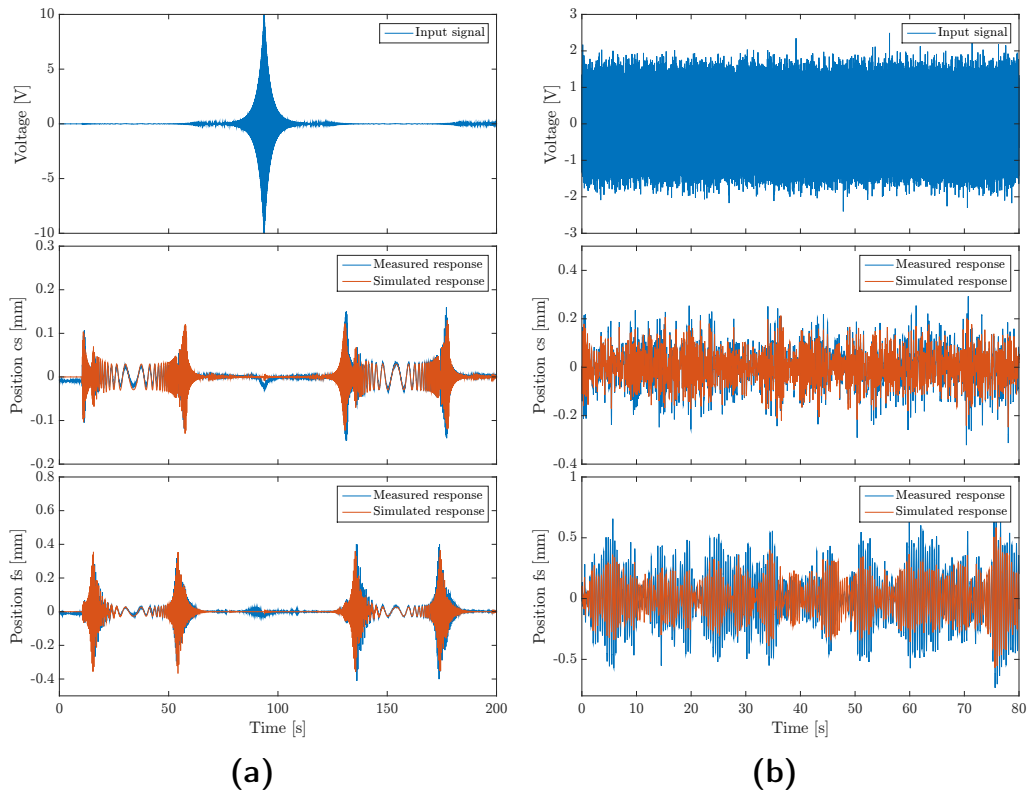 Input signal
10
5
0
-5
-10
Voltage [V]
Measured response
Simulated response
0.3
0.2
0.1
0
-0.1
-0.2
Position cs [mm]
Measured response
Simulated response
0.8
0.6
0.4
0.2
0
-0.2
-0.4
Position fs [mm]
0 50 100 150 200
Time [s]
(a)
Input signal
3
2
1
0
-1
-2
-3
Voltage [V]
Measured response
Simulated response
0.4
0.2
0
-0.2
-0.4
Position cs [mm]
Measured response
Simulated response
1
0.5
0
-0.5
Position fs [mm]
0 10 20 30 40 50 60 70 80
Time [s]
(b)